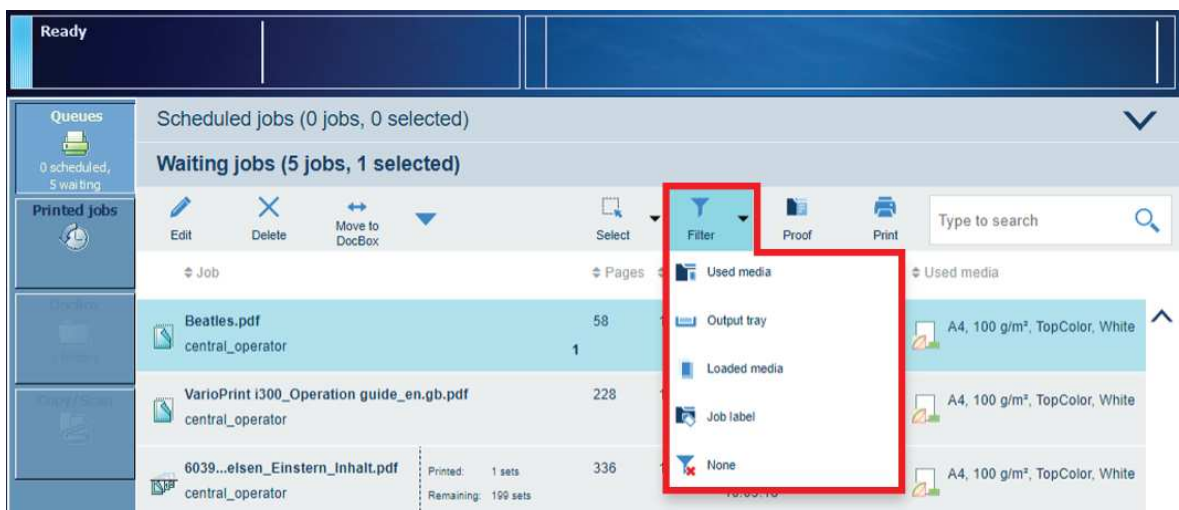 Ready
Queues
0 scheduled,
5 waiting
Printed jobs
Copy/Scan
Scheduled jobs (0 jobs, 0 selected)
Waiting jobs (5 jobs, 1 selected)
Edit
Delete
Move to
DocBox
Select
Filter
Proof
Print
Type to search
Job
Pages
Used media
Used media
Output tray
Loaded media
Job label
None
Beatles.pdf
58
central_operator
1
A4, 100 g/m², TopColor, White
VarioPrint i300_Operation guide_en.gb.pdf
228
central_operator
A4, 100 g/m², TopColor, White
6039...elsen_Einstern_Inhalt.pdf
Printed: 1 sets
336
central_operator
Remaining: 199 sets
A4, 100 g/m², TopColor, White